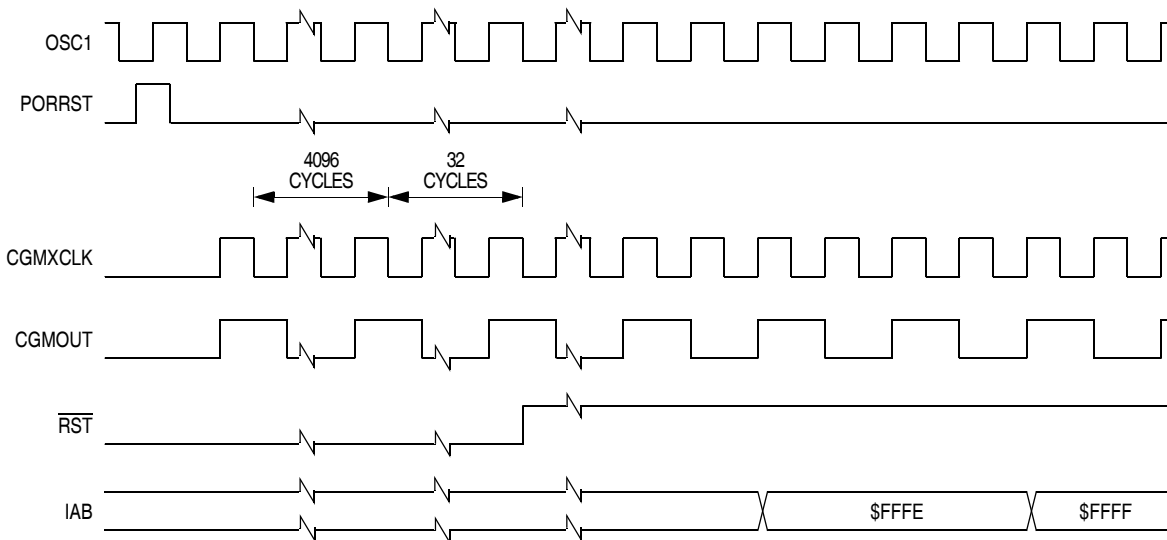 OSC1
PORRST
4096
CYCLES
32
CYCLES
CGMXCLK
CGMOUT
RST
IAB
$FFFE
$FFFF